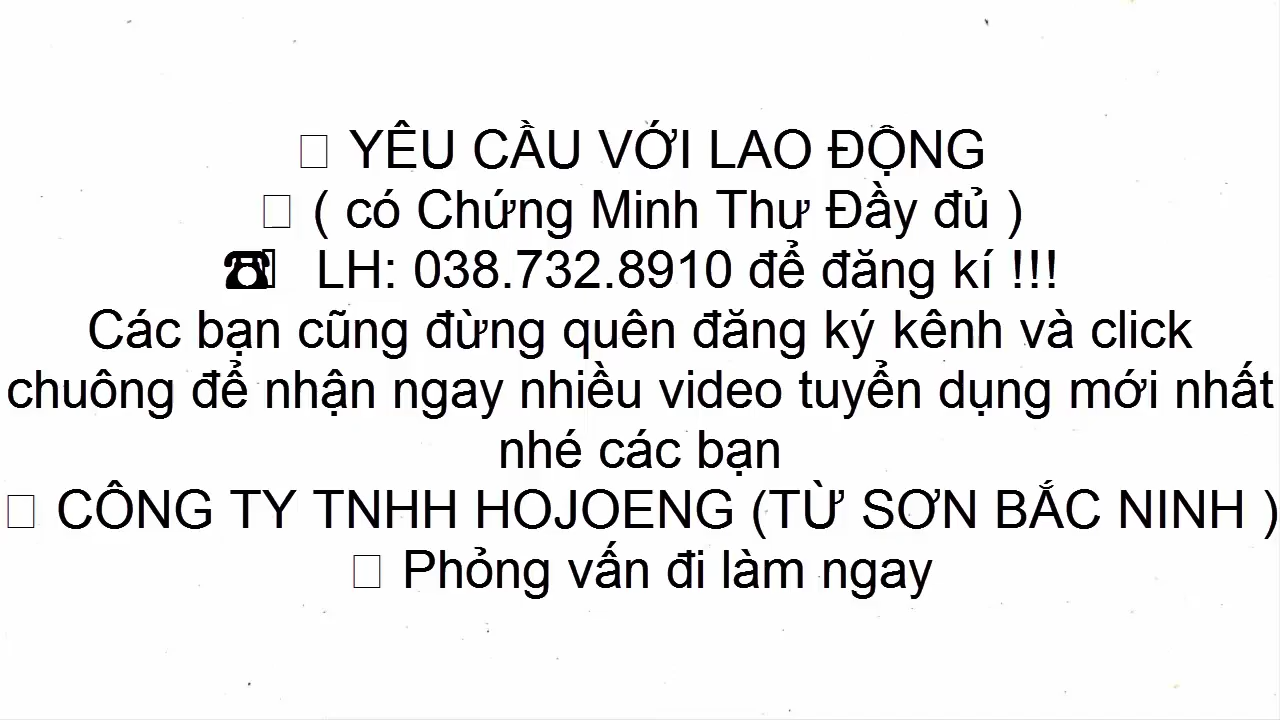 YÊU CẦU VỚI LAO ĐỘNG
( có Chứng Minh Thư Đầy đủ )
☎ LH: 038.732.8910 để đăng kí !!!
Các bạn cũng đừng quên đăng ký kênh và click
chuông để nhận ngay nhiều video tuyển dụng mới nhất
nhé các bạn
CÔNG TY TNHH HOJOENG (TỪ SƠN BẮC NINH )
Phỏng vấn đi làm ngay